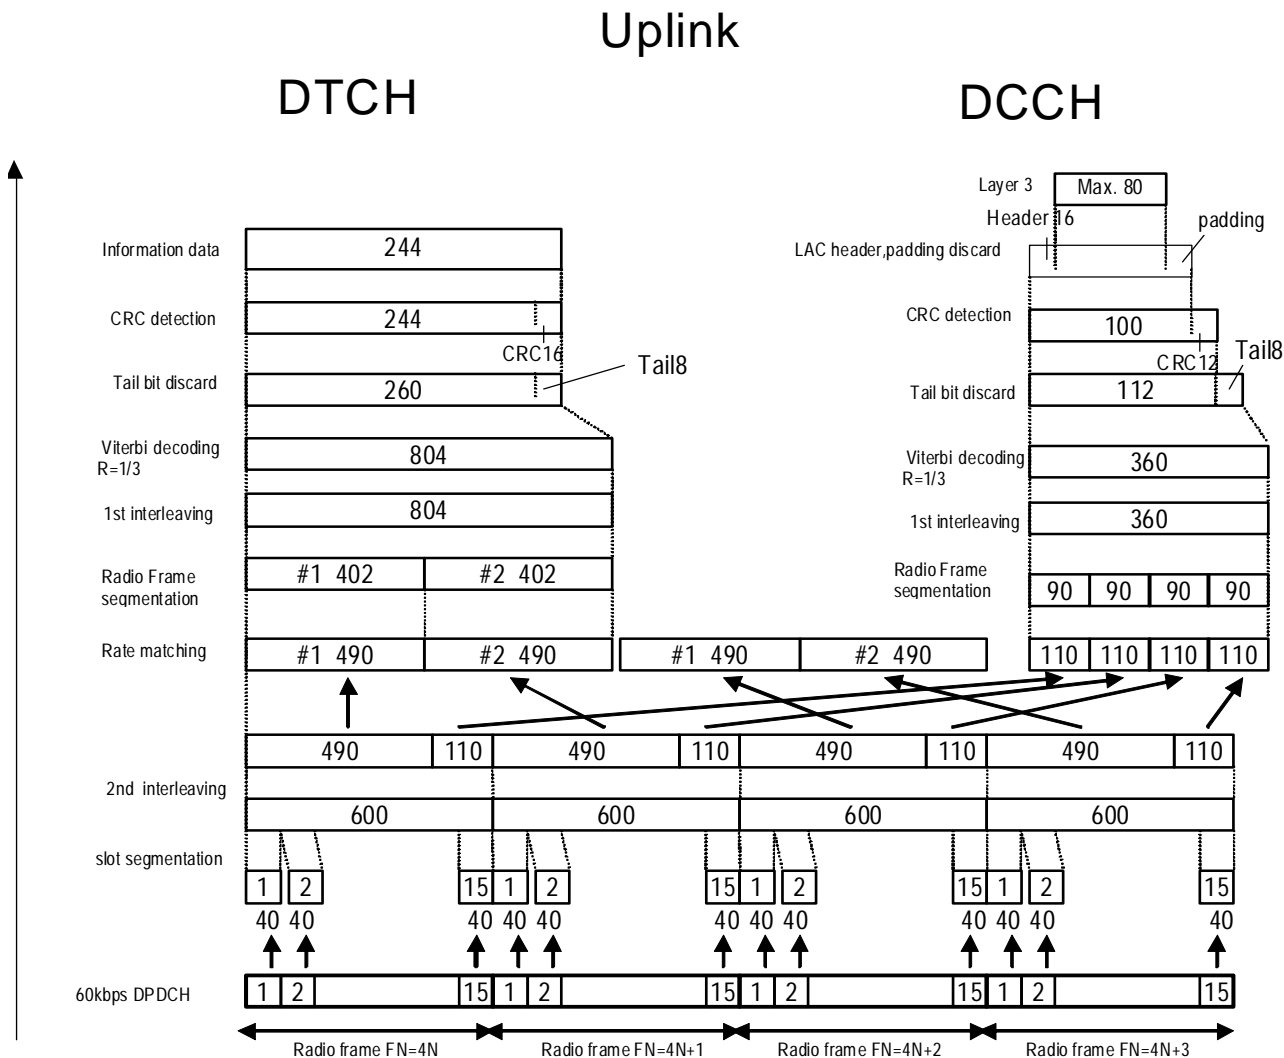 Uplink
DTCH
DCCH
Layer 3
Max. 80
Header 16
padding
Information data
244
LAC header,padding discard
CRC detection
244
CRC detection
100
CRC16
CRC12
Tail8
Tail8
Tail bit discard
260
Tail bit discard
112
Viterbi decoding
R=1/3
804
Viterbi decoding
R=1/3
360
1st interleaving
804
1st interleaving
360
Radio Frame
segmentation
#1 402
#2 402
Radio Frame
segmentation
90 90 90 90
Rate matching
#1 490
#2 490
#1 490
#2 490
110 110 110 110
490 110 490 110 490 110 490 110
2nd interleaving
600 600 600 600
slot segmentation
1 2 15 1 2 15 1 2 15 1 2 15
40 40 40 40 40 40 40 40 40 40 40 40
60kbps DPDCH
1 2 15 1 2 15 1 2 15 1 2 15
Radio frame FN=4N
Radio frame FN=4N+1
Radio frame FN=4N+2
Radio frame FN=4N+3